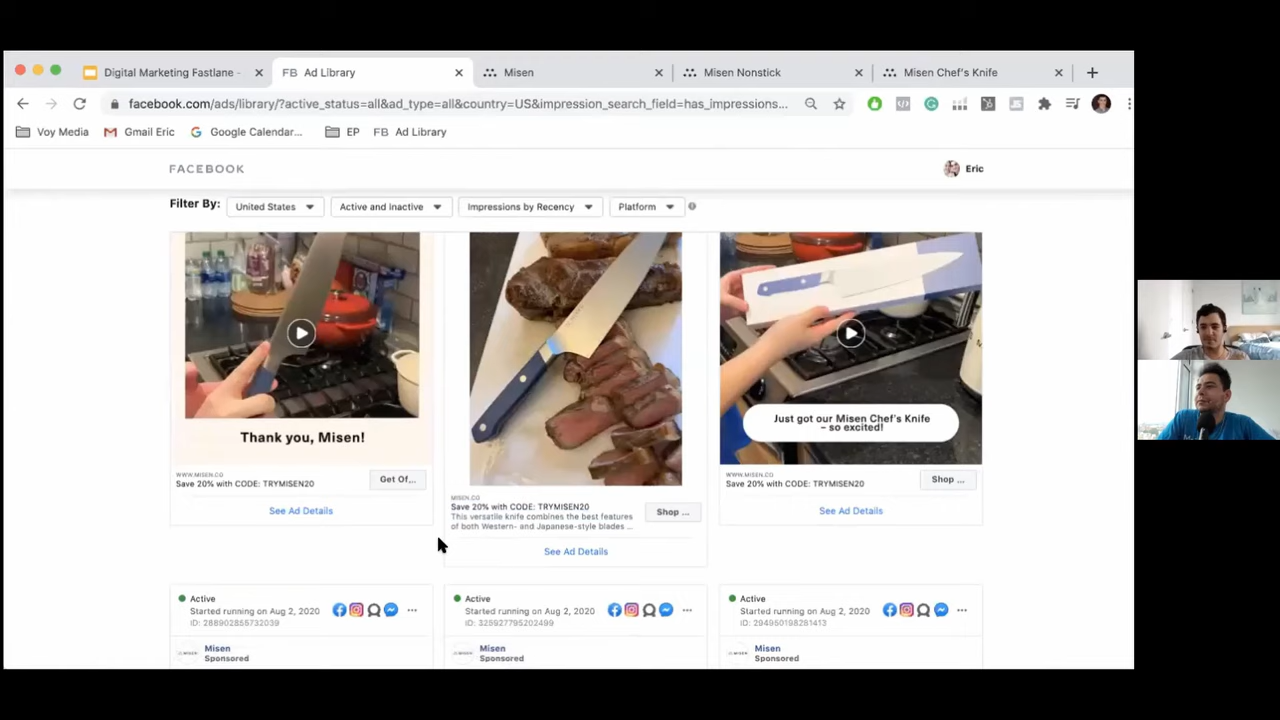 Digital Marketing Fastlane -
FB Ad Library
Misen
Misen Nonstick
Misen Chef's Knife
facebook.com/ads/library/?active_status=all&ad_type=all&country=US&impression_search_field=has_impressions...
Voy Media
Gmail Eric
Google Calendar...
EP
FB Ad Library
FACEBOOK
Eric
Filter By:
United States
Active and Inactive
Impressions by Recency
Platform
Thank you, Misen!
WWW.MISEN.CO
Save 20% with CODE: TRYMISEN20
Get Of...
See Ad Details
MISEN.CO
Save 20% with CODE: TRYMISEN20
This versatile knife combines the best features
of both Western- and Japanese-style blades ...
Shop ...
See Ad Details
Just got our Misen Chef's Knife
– so excited!
WWW.MISEN.CO
Save 20% with CODE: TRYMISEN20
Shop ...
See Ad Details
Active
Started running on Aug 2, 2020
ID: 288902855732039
Misen
Sponsored
Active
Started running on Aug 2, 2020
ID: 325927795202499
Misen
Sponsored
Active
Started running on Aug 2, 2020
ID: 294950198281413
Misen
Sponsored